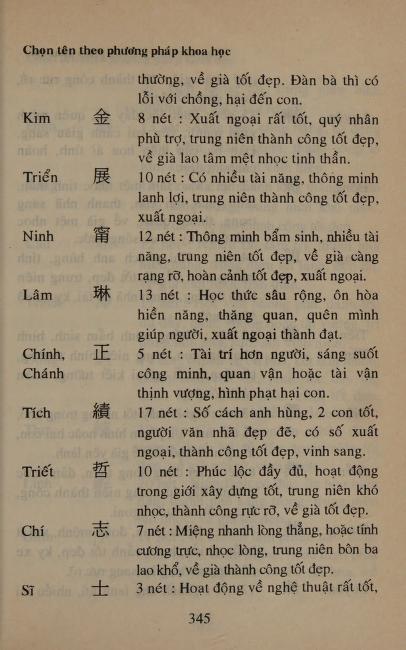 Chọn tên theo phương pháp khoa học
thường, về già tốt đẹp. Đàn bà thì có
lỗi với chồng, hại đến con.
Kim 金 8 nét : Xuất ngoại rất tốt, quý nhân
phù trợ, trung niên thành công tốt đẹp,
về già lao tâm mệt nhọc tinh thần.
Triển 展 10 nét : Có nhiều tài năng, thông minh
lanh lợi, trung niên thành công tốt đẹp,
xuất ngoại.
Ninh 甯 12 nét : Thông minh bẩm sinh, nhiều tài
năng, trung niên tốt đẹp, về già càng
rạng rỡ, hoàn cảnh tốt đẹp, xuất ngoại.
Lâm 琳 13 nét : Học thức sâu rộng, ôn hòa
hiền năng, thăng quan, quên mình
giúp người, xuất ngoại thành đạt.
Chính, 正 5 nét : Tài trí hơn người, sáng suốt
Chánh công minh, quan vận hoặc tài vận
thịnh vượng, hình phạt hại con.
Tích 績 17 nét : Số cách anh hùng, 2 con tốt,
người văn nhã đẹp đẽ, có số xuất
ngoại, thành công tốt đẹp, vinh sang.
Triết 哲 10 nét : Phúc lộc đầy đủ, hoạt động
trong giới xây dựng tốt, trung niên khó
nhọc, thành công rực rỡ, về già tốt đẹp.
Chí 志 7 nét : Miệng nhanh lòng thẳng, hoặc tính
cương trực, nhọc lòng, trung niên bôn ba
lao khổ, về già thành công tốt đẹp.
Sĩ 士 3 nét : Hoạt động về nghệ thuật rất tốt,
345